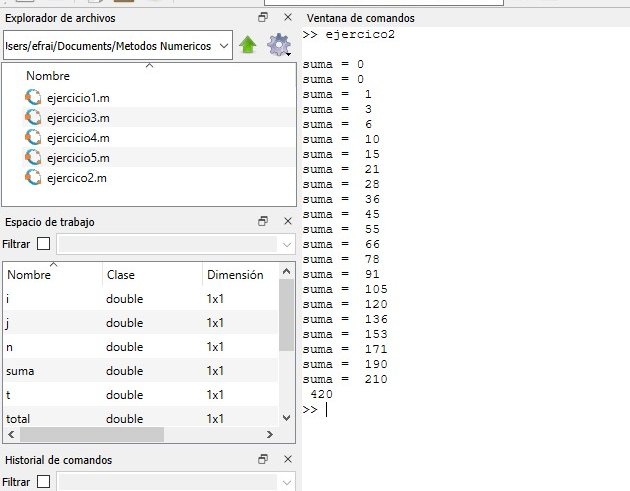 Explorador de archivos
Isers/efrai/Documents/Metodos Numericos
Nombre
ejercicio1.m
ejercicio3.m
ejercicio4.m
ejercicio5.m
ejercico2.m
Espacio de trabajo
Filtrar
Nombre Clase Dimensión
i double 1x1
j double 1x1
n double 1x1
suma double 1x1
t double 1x1
total double 1x1
Historial de comandos
Filtrar
Ventana de comandos
>> ejercico2
suma = 0
suma = 0
suma = 1
suma = 3
suma = 6
suma = 10
suma = 15
suma = 21
suma = 28
suma = 36
suma = 45
suma = 55
suma = 66
suma = 78
suma = 91
suma = 105
suma = 120
suma = 136
suma = 153
suma = 171
suma = 190
suma = 210
420
>>